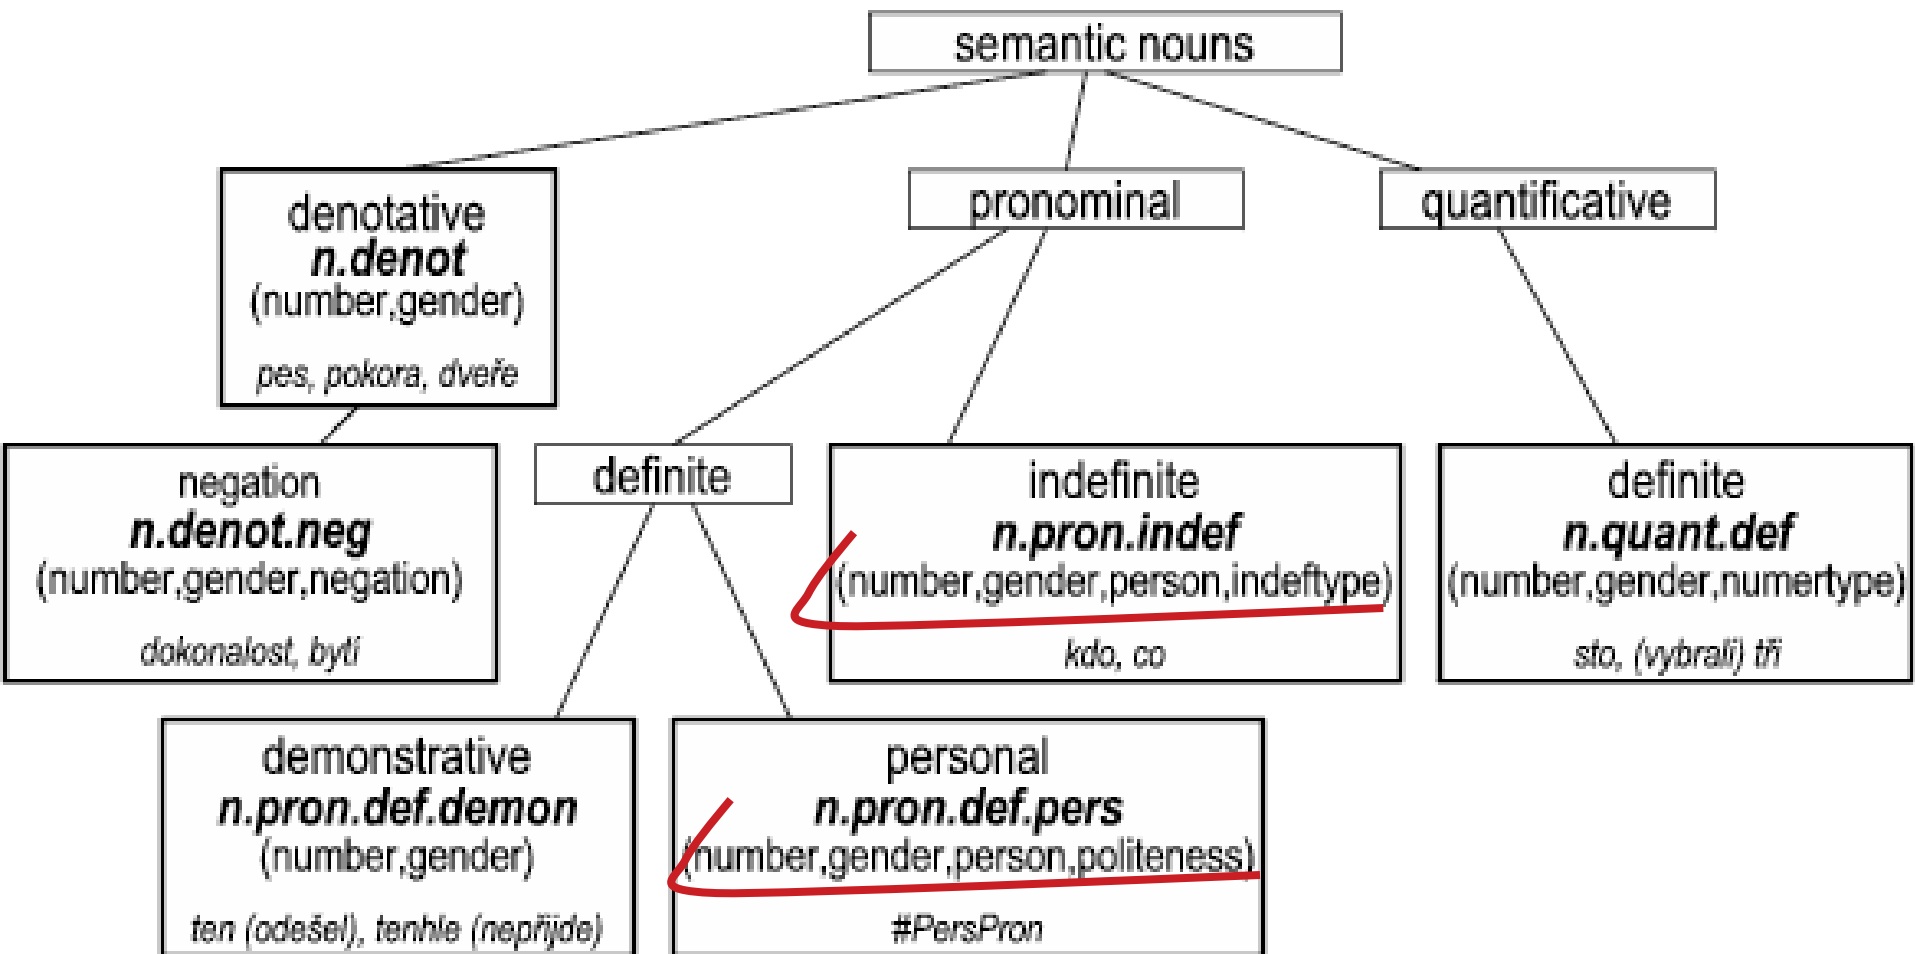 semantic nouns
denotative
n.denot
(number,gender)
pes, pokora, dveře
pronominal
quantificative
negation
n.denot.neg
(number,gender,negation)
dokonalost, bytí
definite
indefinite
n.pron.indef
(number,gender,person,indeftype)
kdo, co
definite
n.quant.def
(number,gender,numertype)
sto, (vybrali) tři
demonstrative
n.pron.def.demon
(number,gender)
ten (odešel), tenhle (nepřijde)
personal
n.pron.def.pers
(number,gender,person,politeness)
#PersPron